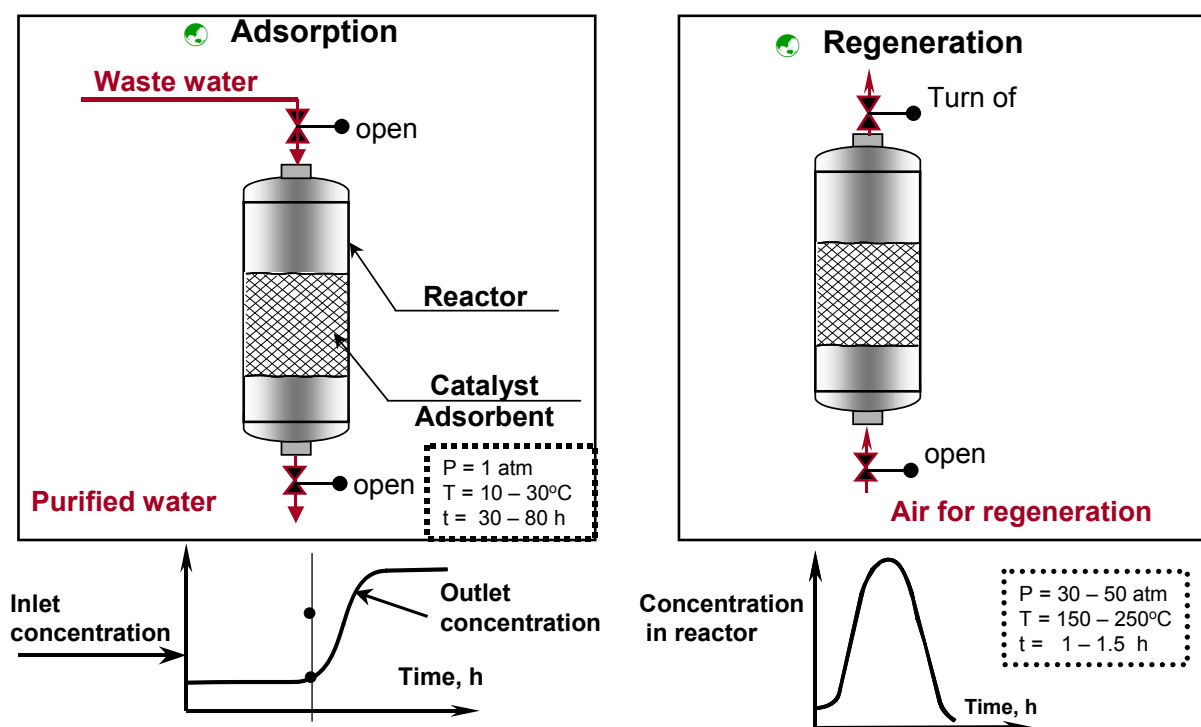 Adsorption
Waste water
open
Reactor
Catalyst
Adsorbent
P = 1 atm
T = 10 – 30ºC
t = 30 – 80 h
open
Purified water
Inlet
concentration
Outlet
concentration
Time, h
Regeneration
Turn of
open
Air for regeneration
Concentration
in reactor
P = 30 – 50 atm
T = 150 – 250ºC
t = 1 – 1.5 h
Time, h